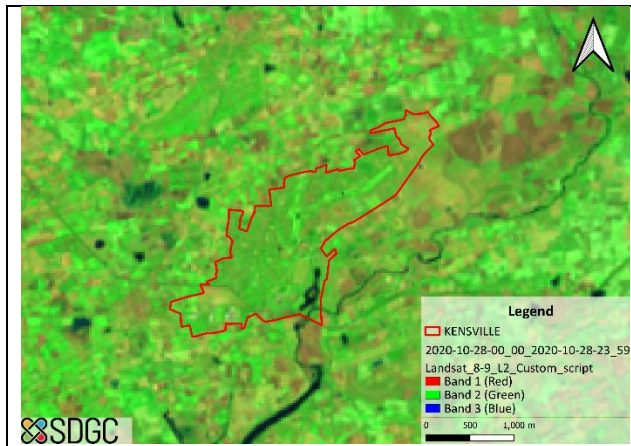 Legend
KENSVILLE
2020-10-28-00_00_2020-10-28-23_59
Landsat_8-9_L2_Custom_script
Band 1 (Red)
Band 2 (Green)
Band 3 (Blue)
0 500 1,000 m
SDGC